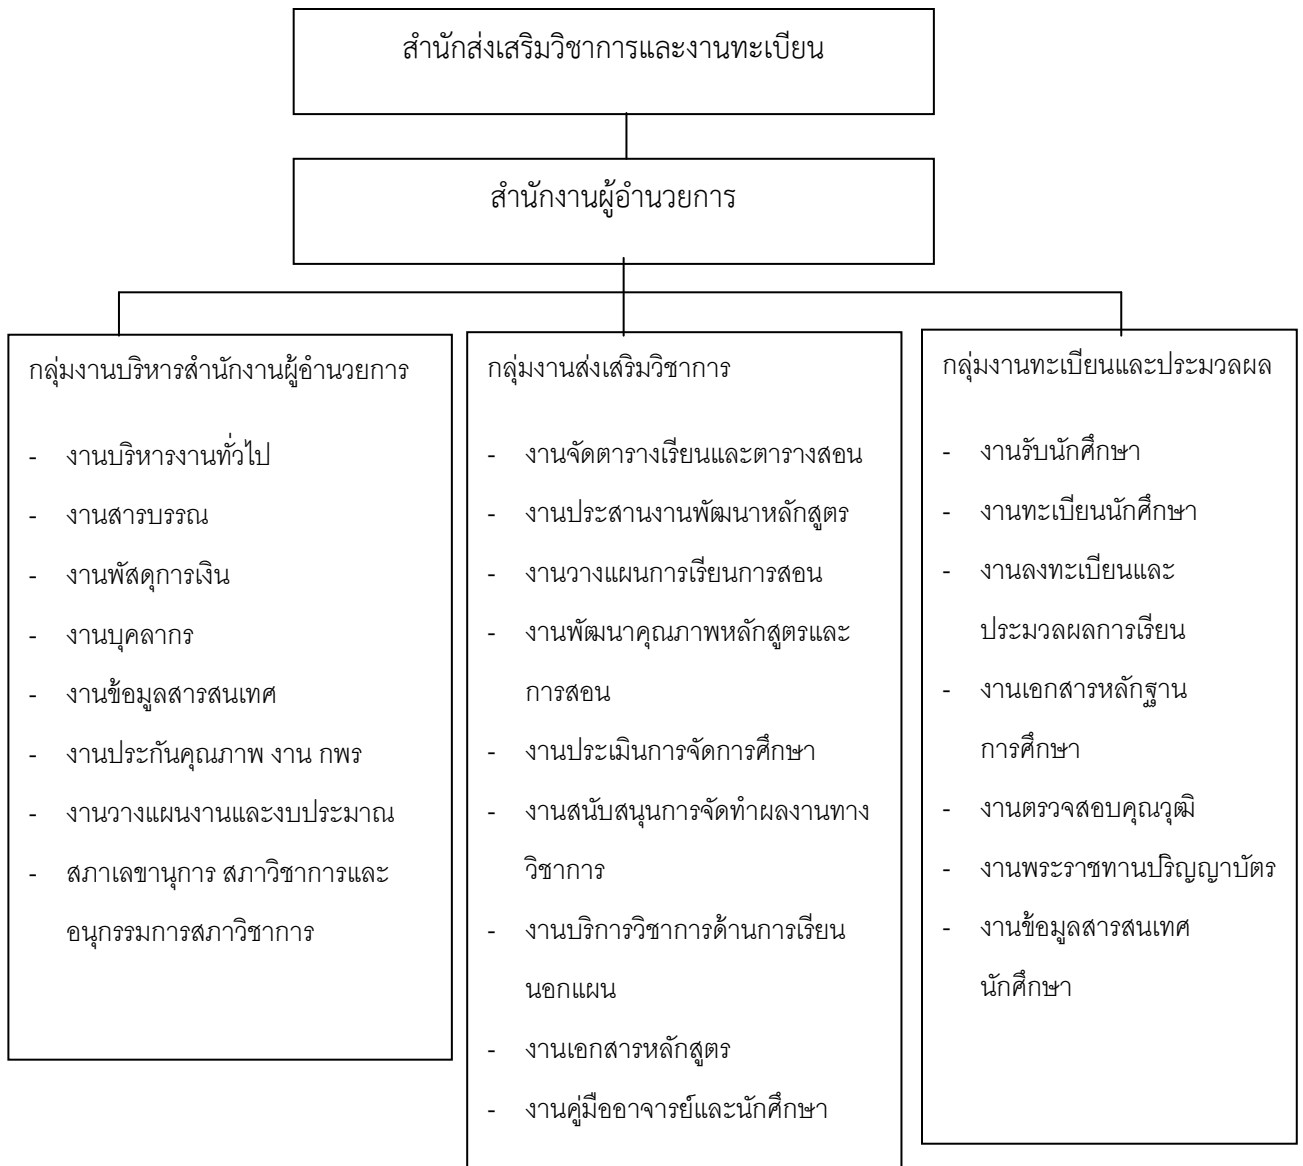 สำนักส่งเสริมวิชาการและงานทะเบียน
สำนักงานผู้อำนวยการ
กลุ่มงานบริหารสำนักงานผู้อำนวยการ
- งานบริหารงานทั่วไป
- งานสารบรรณ
- งานพัสดุการเงิน
- งานบุคลากร
- งานข้อมูลสารสนเทศ
- งานประกันคุณภาพ งาน กพร
- งานวางแผนงานและงบประมาณ
- สภาเลขานุการ สภาวิชาการและ
อนุกรรมการสภาวิชาการ
กลุ่มงานส่งเสริมวิชาการ
- งานจัดตารางเรียนและตารางสอน
- งานประสานงานพัฒนาหลักสูตร
- งานวางแผนการเรียนการสอน
- งานพัฒนาคุณภาพหลักสูตรและ
การสอน
- งานประเมินการจัดการศึกษา
- งานสนับสนุนการจัดทำผลงานทาง
วิชาการ
- งานบริการวิชาการด้านการเรียน
นอกแผน
- งานเอกสารหลักสูตร
- งานคู่มืออาจารย์และนักศึกษา
กลุ่มงานทะเบียนและประมวลผล
- งานรับนักศึกษา
- งานทะเบียนนักศึกษา
- งานลงทะเบียนและ
ประมวลผลการเรียน
- งานเอกสารหลักฐาน
การศึกษา
- งานตรวจสอบคุณวุฒิ
- งานพระราชทานปริญญาบัตร
- งานข้อมูลสารสนเทศ
นักศึกษา